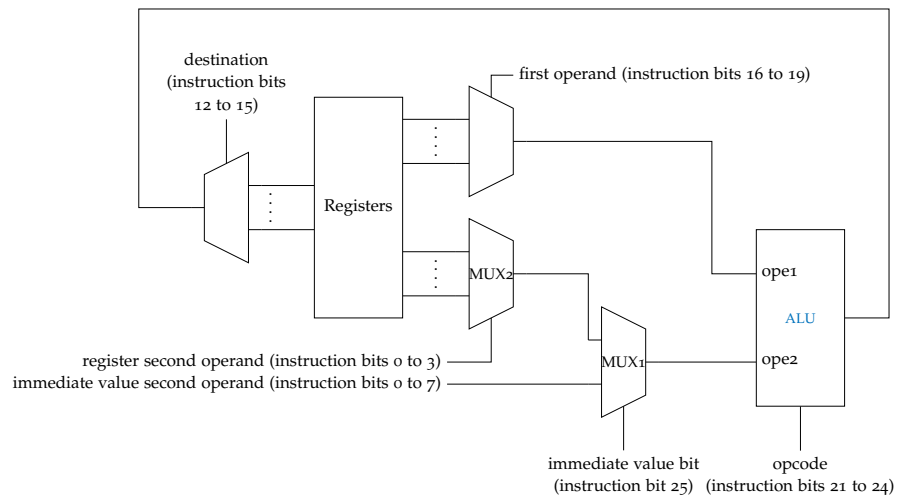 destination
(instruction bits
12 to 15)
first operand (instruction bits 16 to 19)
Registers
MUX2
ope1
ALU
MUX1
ope2
register second operand (instruction bits 0 to 3)
immediate value second operand (instruction bits 0 to 7)
immediate value bit
(instruction bit 25)
opcode
(instruction bits 21 to 24)